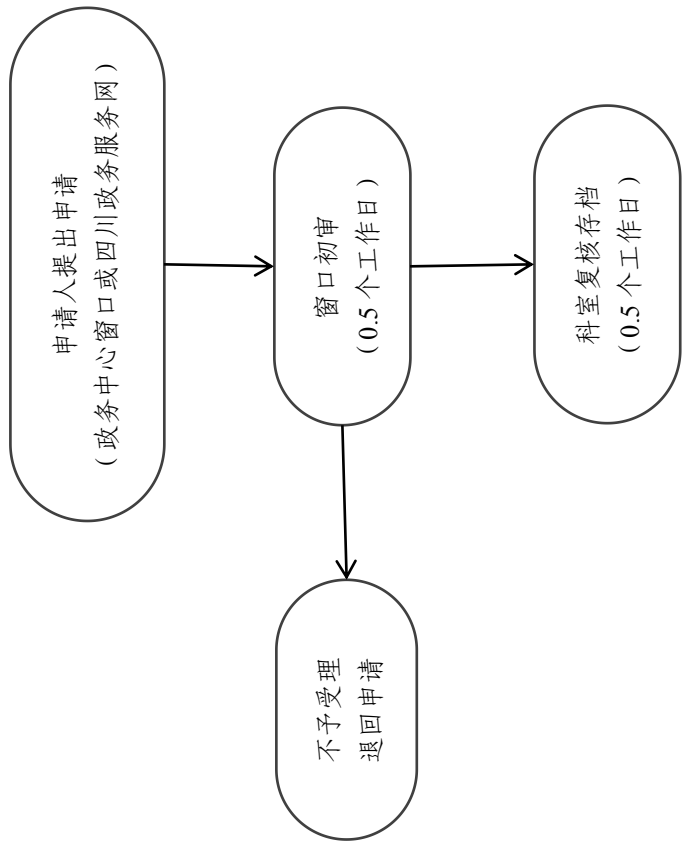 申请人提出申请
（政务中心窗口或四川政务服务网）
窗口初审
（0.5 个工作日）
科室复核存档
（0.5 个工作日）
不予受理
退回申请